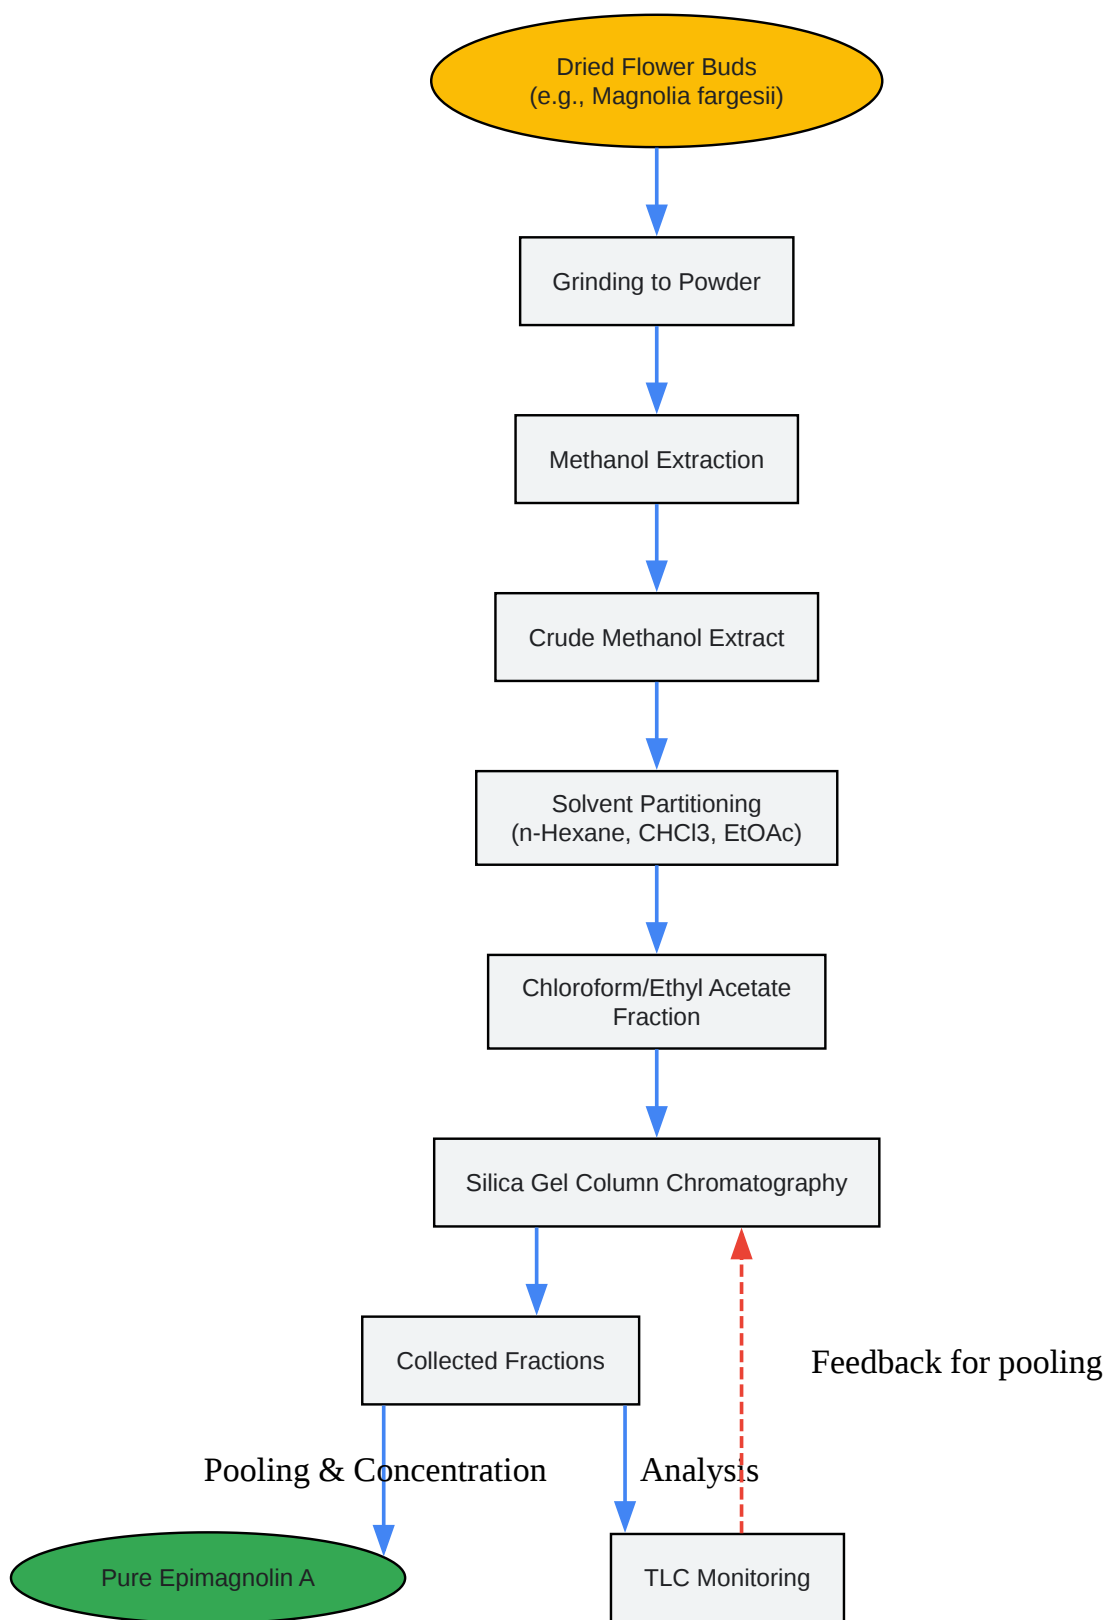 Dried Flower Buds
(e.g., Magnolia fargesii)
Grinding to Powder
Methanol Extraction
Crude Methanol Extract
Solvent Partitioning
(n-Hexane, CHCl3, EtOAc)
Chloroform/Ethyl Acetate
Fraction
Silica Gel Column Chromatography
Collected Fractions
Feedback for pooling
Pooling & Concentration
Analysis
Pure Epimagnolin A
TLC Monitoring